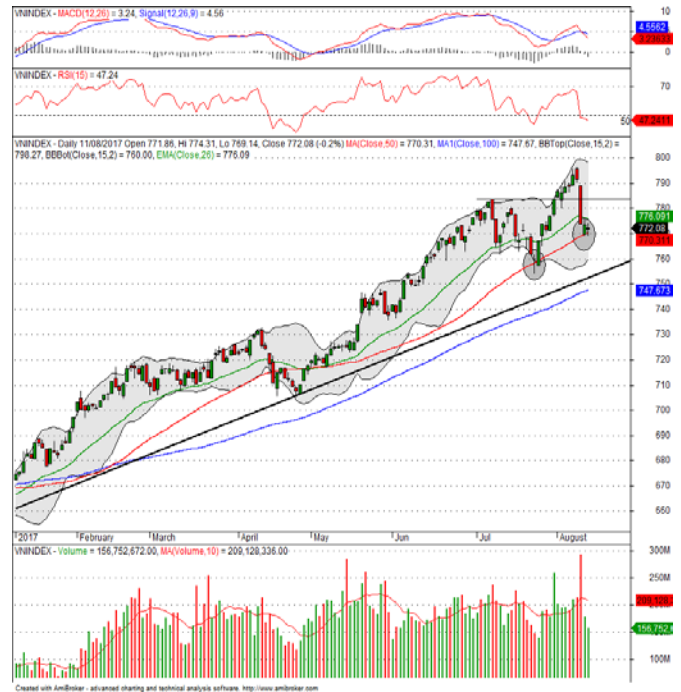 VNINDEX - MACD(12,26) = 3.24, Signal(12,26,9) = 4.56
10
4.5562
0
VNINDEX - RSI(15) = 47.24
70
50
47.2411
VNINDEX - Daily 11/08/2017 Open 771.86, Hi 774.31, Lo 769.14, Close 772.08 (-0.2%) MA(Close,50) = 770.31, MA1(Close,100) = 747.67, BBTop(Close,15,2) =
798.27, BBBot(Close,15,2) = 760.00, EMA(Close,26) = 776.09
800
790
780
776.091
772.08
770.311
760
750
747.673
740
730
720
710
700
690
680
670
660
650
2017 February March April May Jun Jul August
VNINDEX - Volume = 156,752,672.00, MA(Volume,10) = 209,128,336.00
300M
250M
209,128,
156,752,
50M
Created with AmiBroker - advanced charting and technical analysis software. http://www.amibroker.com